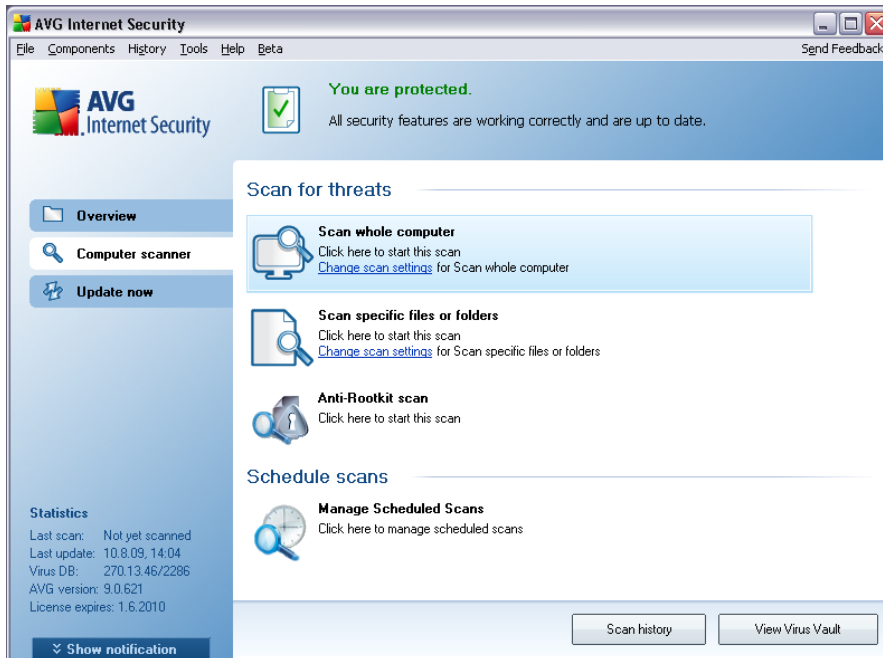 AVG Internet Security
File Components History Tools Help Beta Send Feedback
AVG
Internet Security
You are protected.
All security features are working correctly and are up to date.
Overview
Computer scanner
Update now
Scan for threats
Scan whole computer
Click here to start this scan
Change scan settings for Scan whole computer
Scan specific files or folders
Click here to start this scan
Change scan settings for Scan specific files or folders
Anti-Rootkit scan
Click here to start this scan
Schedule scans
Manage Scheduled Scans
Click here to manage scheduled scans
Statistics
Last scan: Not yet scanned
Last update: 10.8.09, 14:04
Virus DB: 270.13.46/2286
AVG version: 9.0.621
License expires: 1.6.2010
Show notification
Scan history
View Virus Vault